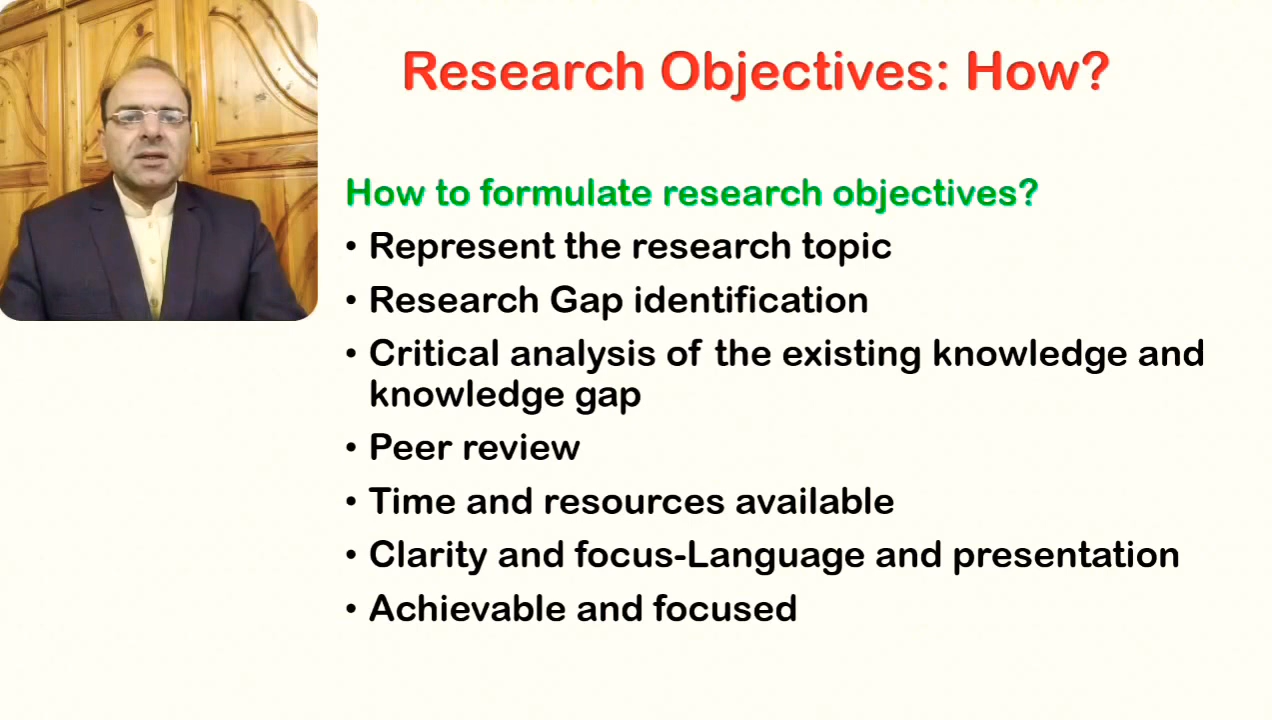 Research Objectives: How?
How to formulate research objectives?
• Represent the research topic
• Research Gap identification
• Critical analysis of the existing knowledge and
knowledge gap
• Peer review
• Time and resources available
• Clarity and focus-Language and presentation
• Achievable and focused